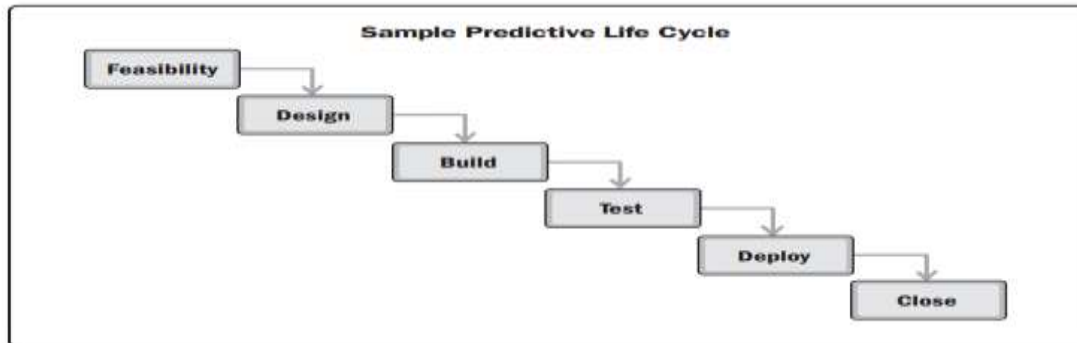 Sample Predictive Life Cycle
Feasibility
Design
Build
Test
Deploy
Close